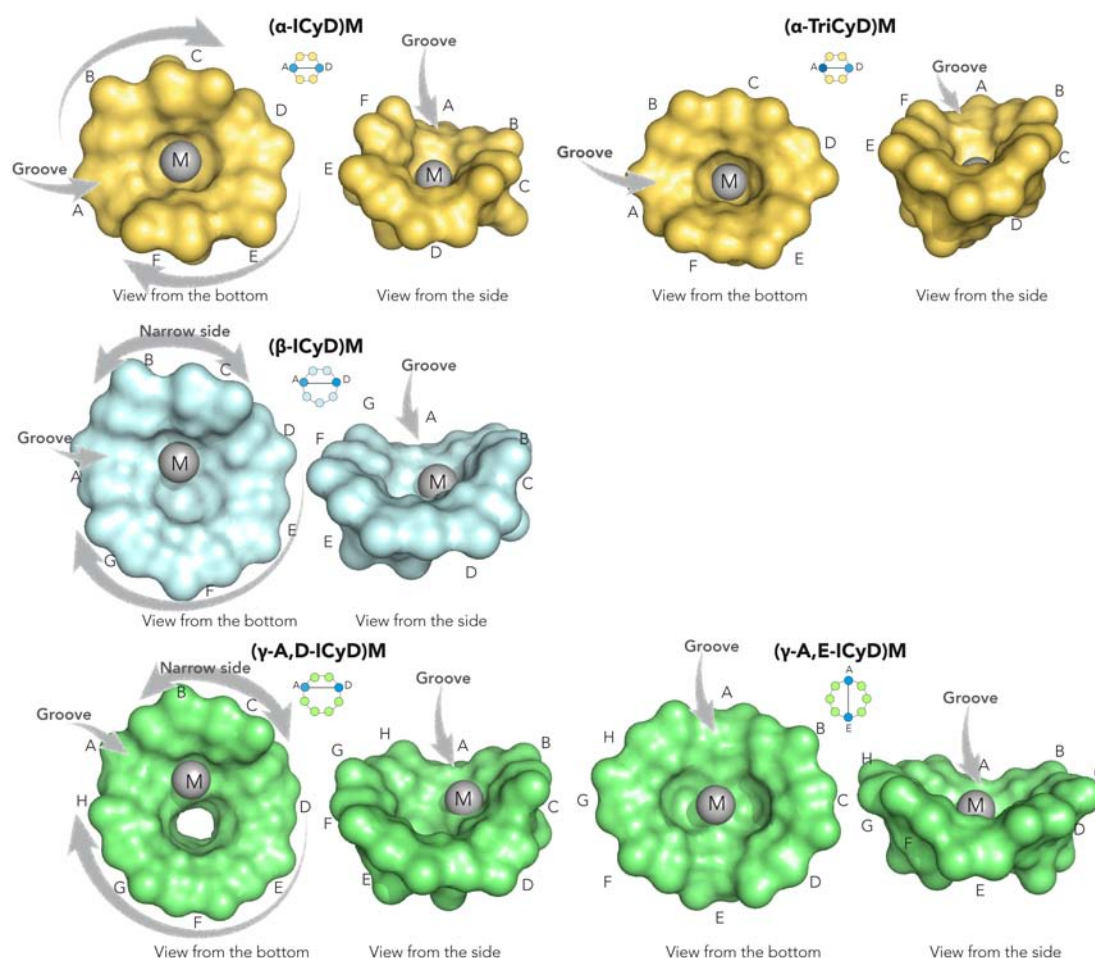 (α-ICyD)M
Groove
A D
B
C
D
E
F
A
Groove
M
View from the bottom
F
A
B
E
C
D
M
View from the side
(α-TriCyD)M
A D
Groove
B
C
D
E
F
A
Groove
M
View from the bottom
F
A
B
E
C
D
View from the side
Narrow side
(β-ICyD)M
A D
Groove
B
C
D
E
F
G
A
Groove
M
View from the bottom
G
A
F
B
C
E
D
M
View from the side
(γ-A,D-ICyD)M
Narrow side
A D
Groove
B
C
A
H
D
G
E
F
Groove
M
View from the bottom
H
A
G
B
F
C
E
D
M
View from the side
(γ-A,E-ICyD)M
Groove
A
E
A
H
B
G
C
F
D
E
M
View from the bottom
Groove
H
A
B
C
G
D
F
E
M
View from the side